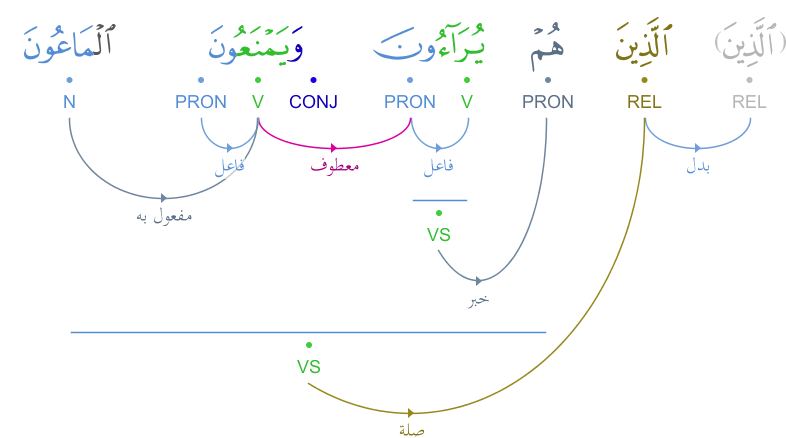 (ٱلَّذِينَ) ٱلَّذِينَ هُمْ يُرَآءُونَ وَيَمْنَعُونَ ٱلْمَاعُونَ
REL REL PRON V PRON CONJ V PRON N
بدل فاعل معطوف فاعل
مفعول به
VS
خبر
VS
صلة